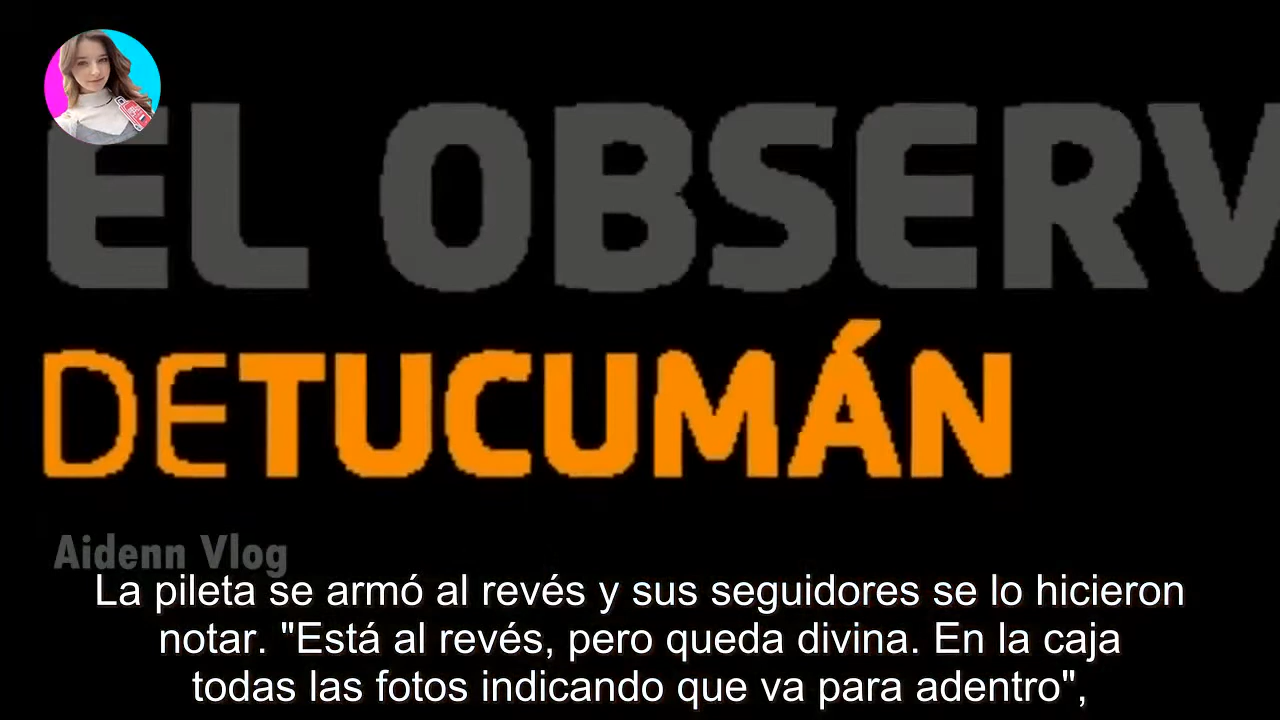 EL OBSERV
DETUCUMÁN
Aidenn Vlog
La pileta se armó al revés y sus seguidores se lo hicieron
notar. "Está al revés, pero queda divina. En la caja
todas las fotos indicando que va para adentro",